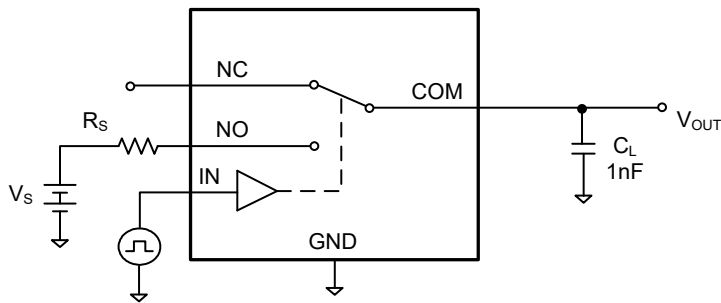 NC
COM
R_S
NO
V_OUT
C_L
1nF
IN
V_S
GND